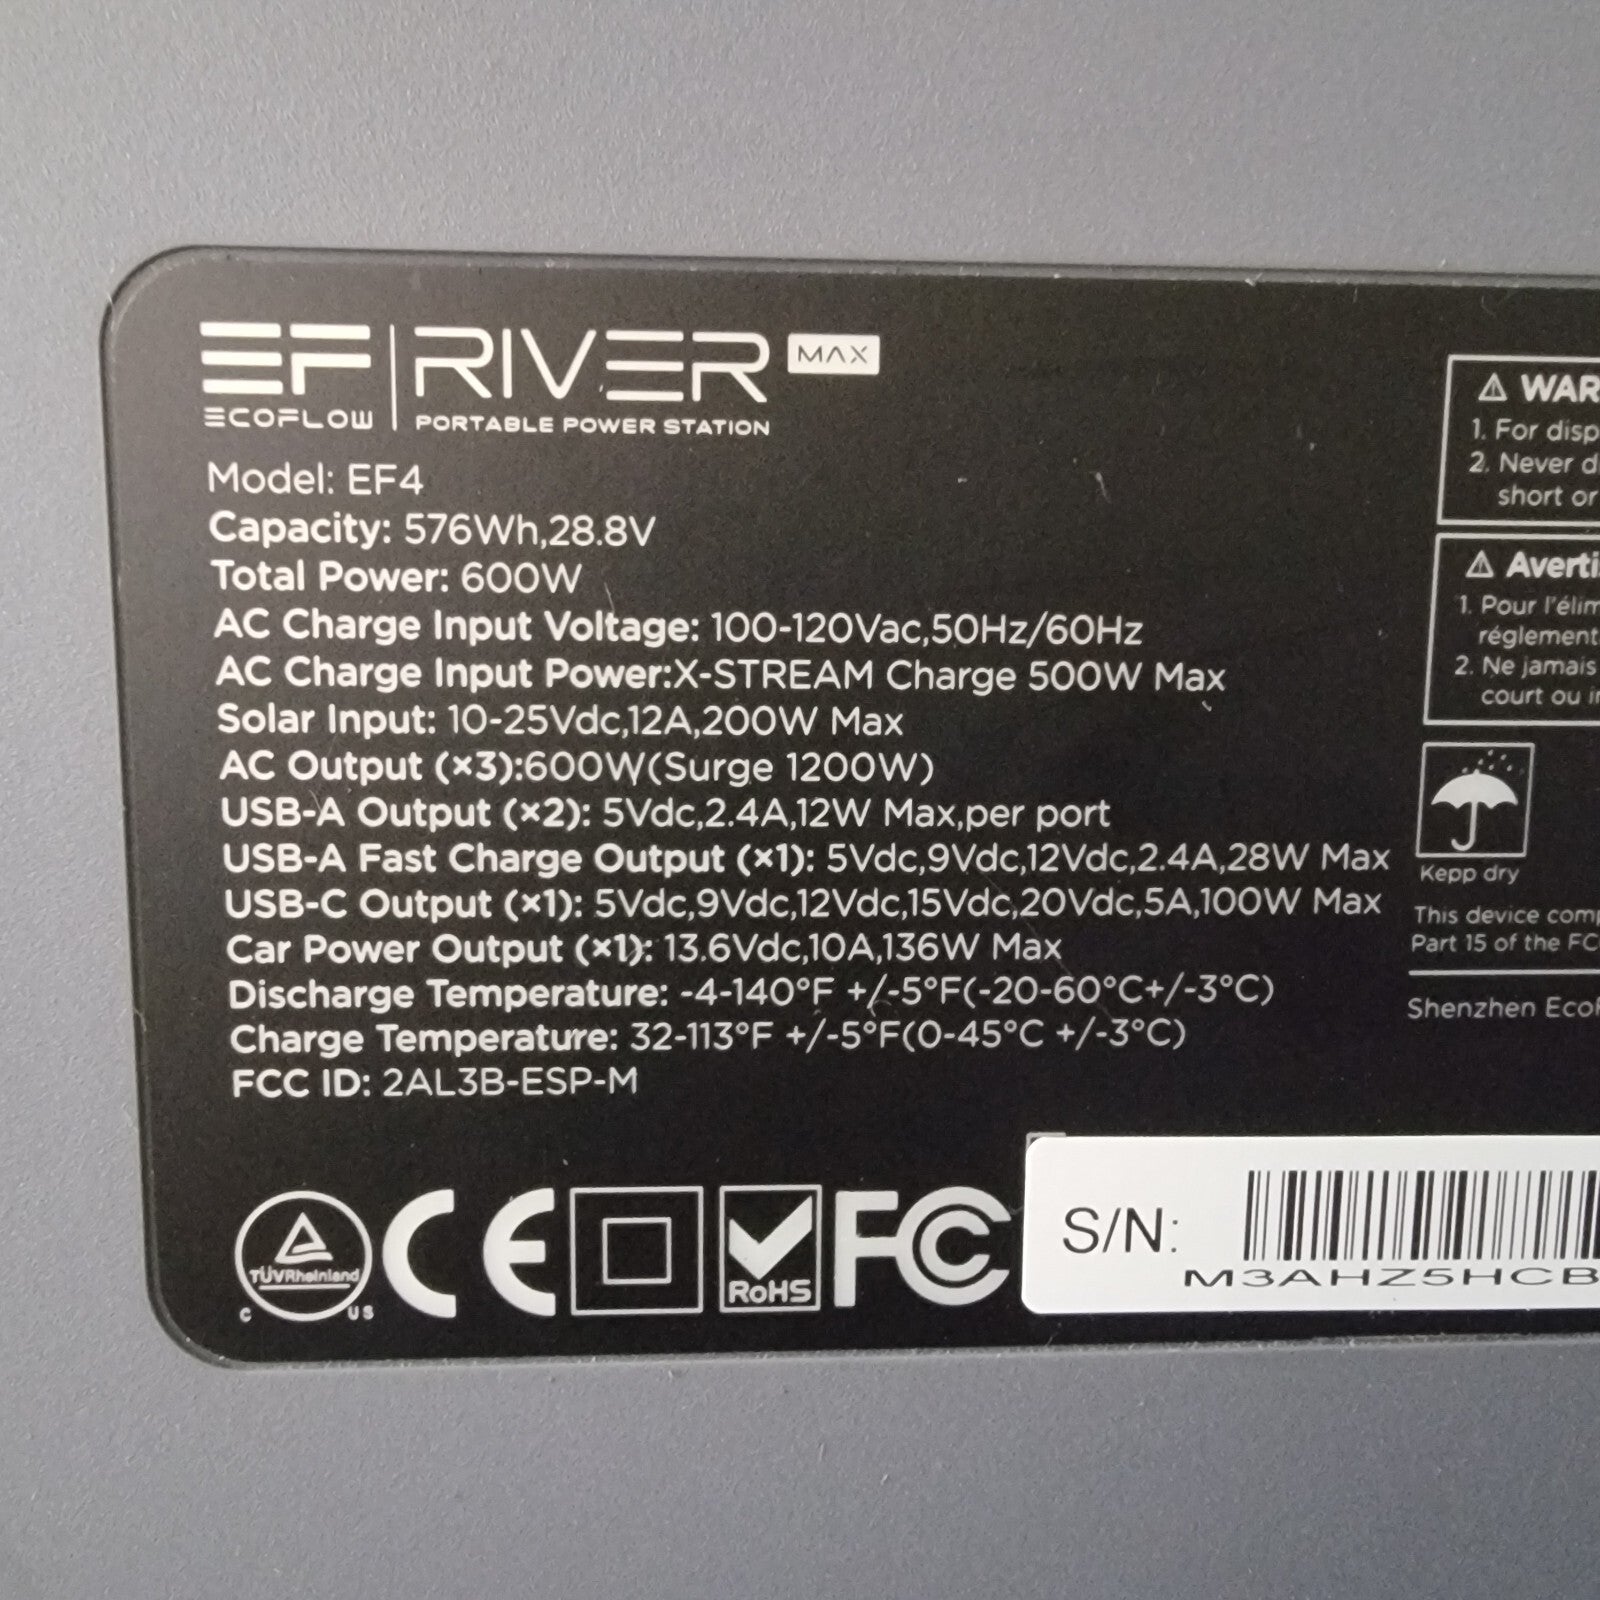 EF RIVER MAX
ECOFLOW PORTABLE POWER STATION
Model: EF4
Capacity: 576Wh,28.8V
Total Power: 600W
AC Charge Input Voltage: 100-120Vac,50Hz/60Hz
AC Charge Input Power:X-STREAM Charge 500W Max
Solar Input: 10-25Vdc,12A,200W Max
AC Output (×3):600W(Surge 1200W)
USB-A Output (×2): 5Vdc,2.4A,12W Max,per port
USB-A Fast Charge Output (×1): 5Vdc,9Vdc,12Vdc,2.4A,28W Max
USB-C Output (×1): 5Vdc,9Vdc,12Vdc,15Vdc,20Vdc,5A,100W Max
Car Power Output (×1): 13.6Vdc,10A,136W Max
Discharge Temperature: -4-140°F +/-5°F(-20-60°C+/-3°C)
Charge Temperature: 32-113°F +/-5°F(0-45°C +/-3°C)
FCC ID: 2AL3B-ESP-M
⚠ WAR
1. For disp
2. Never d
short or
⚠ Averti
1. Pour l'élim
réglement
2. Ne jamais
court ou i
Kepp dry
This device comp
Part 15 of the FC
Shenzhen EcoF
TÜVRheinland
C US
CE
RoHS
FC
S/N:
M3AHZ5HCB